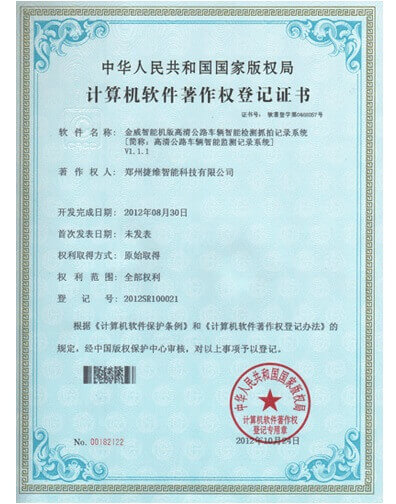 中华人民共和国国家版权局
计算机软件著作权登记证书
证书号: 软著登字第0468057号
软件名称: 金威智能机版高清公路车辆智能检测抓拍记录系统
[简称: 高清公路车辆智能监测记录系统]
V1.1.1
著作权人: 郑州捷维智能科技有限公司
开发完成日期: 2012年08月30日
首次发表日期: 未发表
权利取得方式: 原始取得
权利范围: 全部权利
登记号: 2012SR100021
根据《计算机软件保护条例》和《计算机软件著作权登记办法》的
规定, 经中国版权保护中心审核, 对以上事项予以登记。
中华人民共和国国家版权局
计算机软件著作权
登记专用章
No. 00182122
2012年10月24日